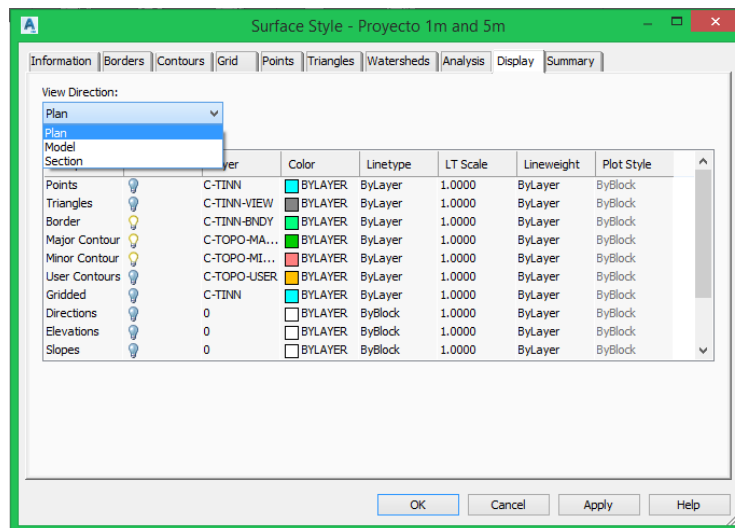 Surface Style - Proyecto 1m and 5m
Information Borders Contours Grid Points Triangles Watersheds Analysis Display Summary
View Direction:
Plan
Plan
Model
Section
Color Linetype LT Scale Lineweight Plot Style
Points C-TINN BYLAYER ByLayer 1.0000 ByLayer ByBlock
Triangles C-TINN-VIEW BYLAYER ByLayer 1.0000 ByLayer ByBlock
Border C-TINN-BNDY BYLAYER ByLayer 1.0000 ByLayer ByBlock
Major Contour C-TOPO-MA... BYLAYER ByLayer 1.0000 ByLayer ByBlock
Minor Contour C-TOPO-MI... BYLAYER ByLayer 1.0000 ByLayer ByBlock
User Contours C-TOPO-USER BYLAYER ByLayer 1.0000 ByLayer ByBlock
Gridded C-TINN BYLAYER ByLayer 1.0000 ByLayer ByBlock
Directions 0 BYLAYER ByBlock 1.0000 ByLayer ByBlock
Elevations 0 BYLAYER ByBlock 1.0000 ByLayer ByBlock
Slopes 0 BYLAYER ByBlock 1.0000 ByLayer ByBlock
OK Cancel Apply Help